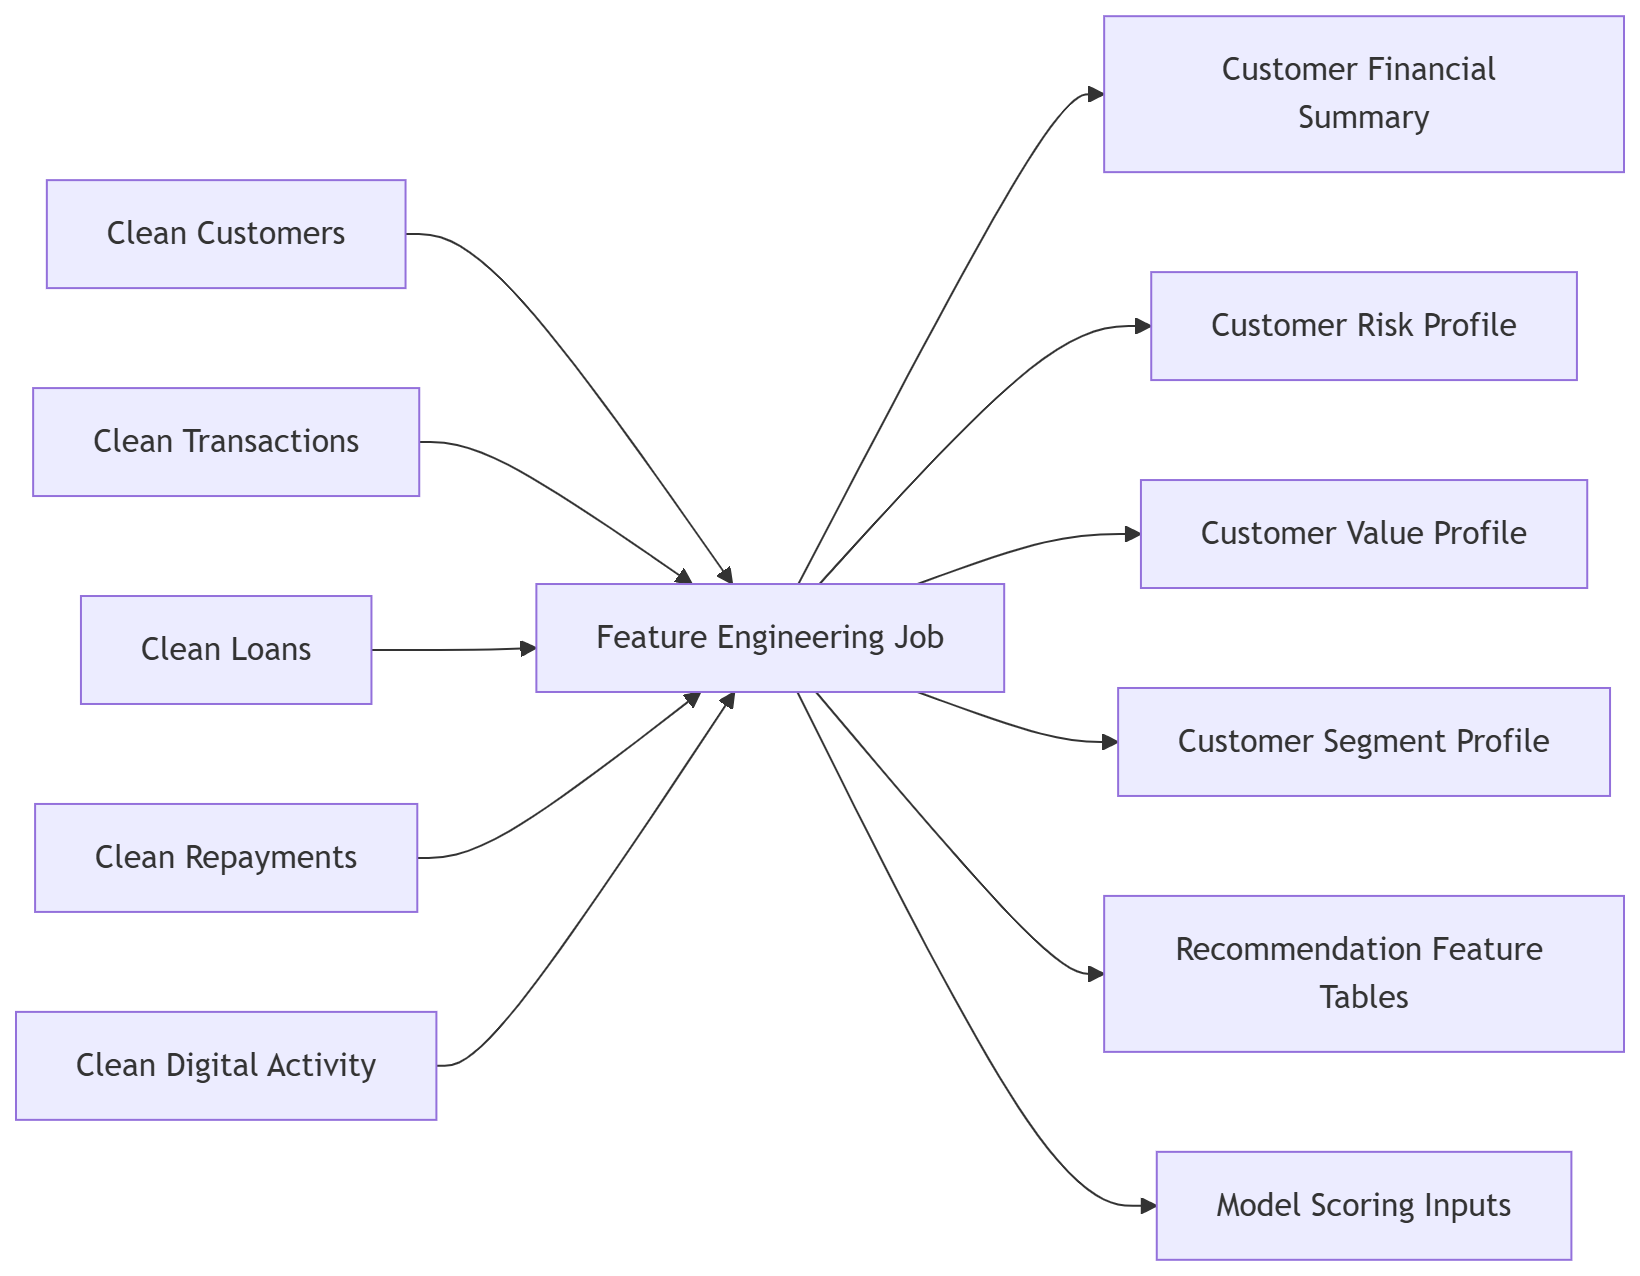 Clean Customers
Clean Transactions
Clean Loans
Clean Repayments
Clean Digital Activity
Feature Engineering Job
Customer Financial
Summary
Customer Risk Profile
Customer Value Profile
Customer Segment Profile
Recommendation Feature
Tables
Model Scoring Inputs